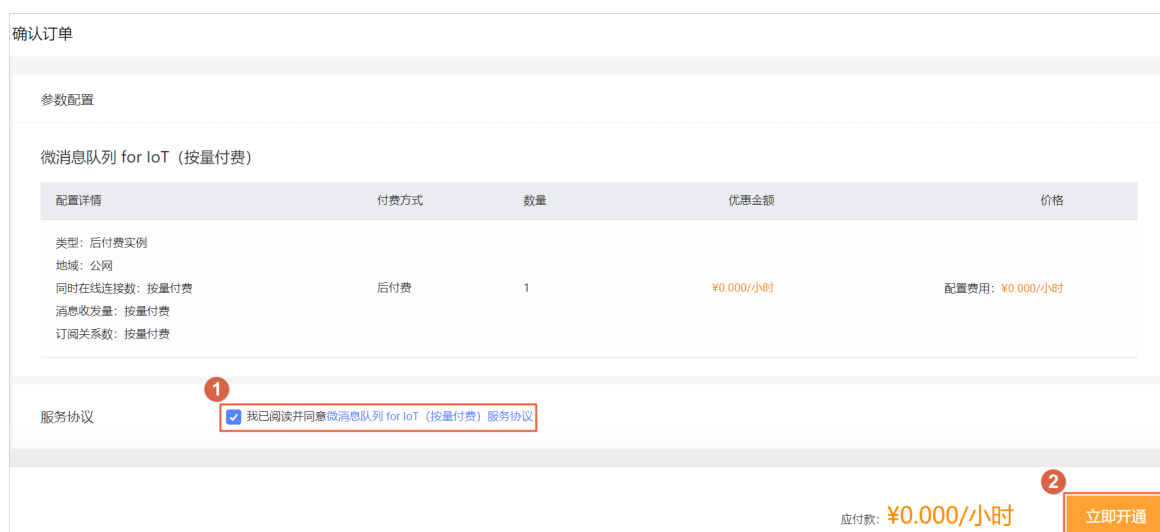 确认订单
参数配置
微消息队列 for IoT（按量付费）
配置详情 付费方式 数量 优惠金额 价格
类型：后付费实例
地域：公网
同时在线连接数：按量付费 后付费 1 ¥0.000/小时 配置费用：¥0.000/小时
消息收发量：按量付费
订阅关系数：按量付费
1
服务协议 我已阅读并同意微消息队列 for IoT（按量付费）服务协议
2
应付款：¥0.000/小时 立即开通